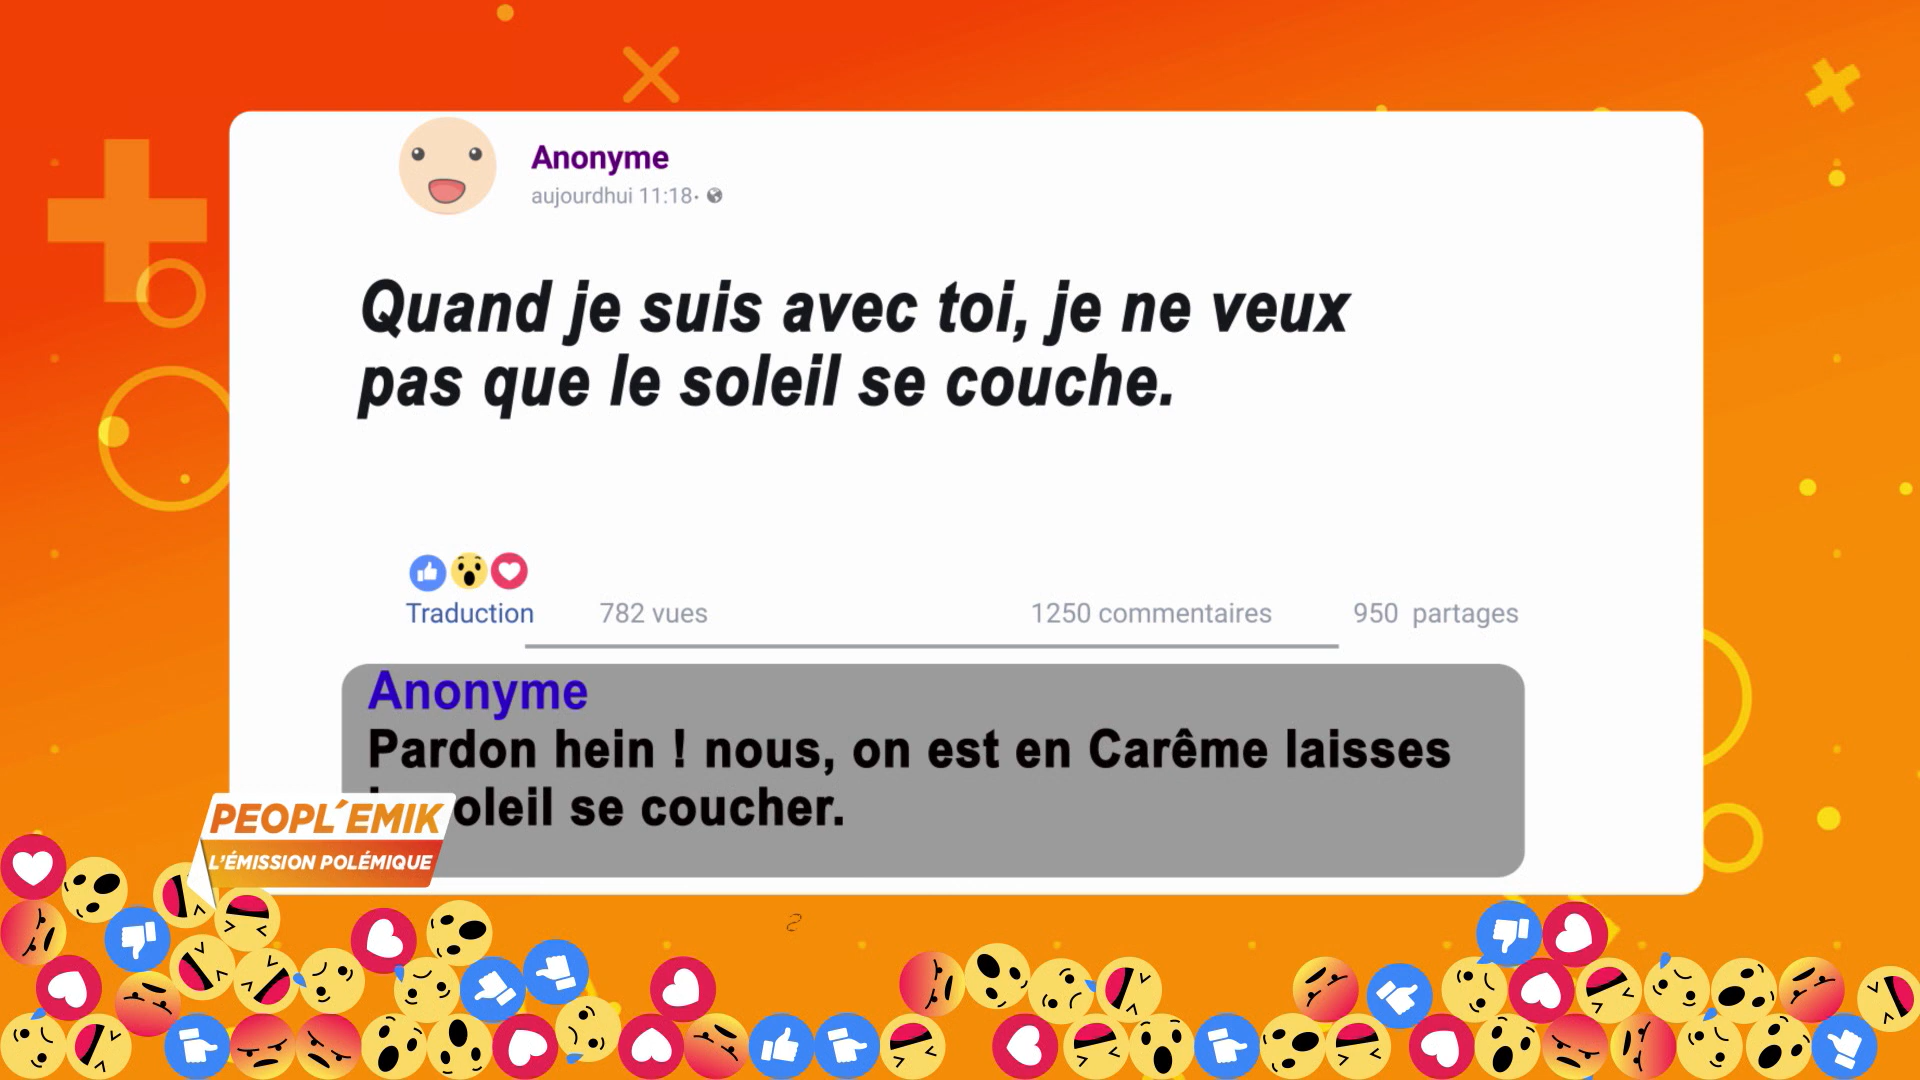 Anonyme
aujourdhui 11:18·
Quand je suis avec toi, je ne veux
pas que le soleil se couche.
Traduction 782 vues 1250 commentaires 950 partages
Anonyme
Pardon hein ! nous, on est en Carême laisses
oleil se coucher.
PEOPL´EMIK
L'ÉMISSION POLÉMIQUE